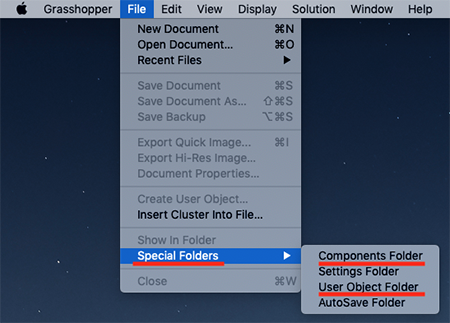 Grasshopper File Edit View Display Solution Window Help
New Document ⌘N
Open Document... ⌘O
Recent Files ▶
Save Document ⌘S
Save Document As... ⇧⌘S
Save Backup ⌥⌘S
Export Quick Image... ⌘I
Export Hi-Res Image...
Document Properties...
Create User Object...
Insert Cluster Into File...
Show In Folder
Special Folders ▶
Close ⌘W
Components Folder
Settings Folder
User Object Folder
AutoSave Folder